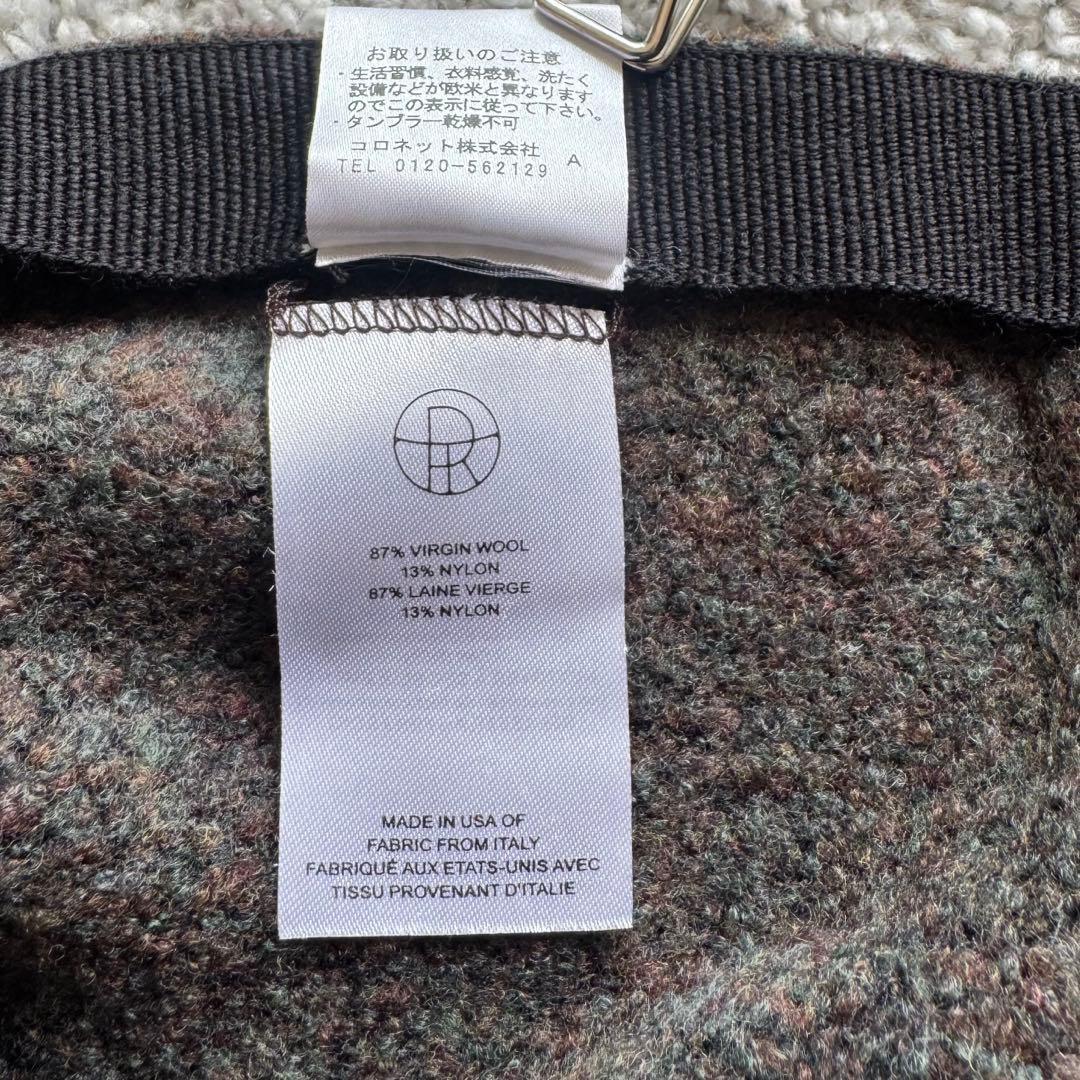 お取り扱いのご注意
・生活習慣、衣料感覚、洗たく
設備などが欧米と異なります
のでこの表示に従って下さい。
・タンブラー乾燥不可
コロネット株式会社
TEL 0120-562129 A
DPR
87% VIRGIN WOOL
13% NYLON
87% LAINE VIERGE
13% NYLON
MADE IN USA OF
FABRIC FROM ITALY
FABRIQUÉ AUX ETATS-UNIS AVEC
TISSU PROVENANT D'ITALIE